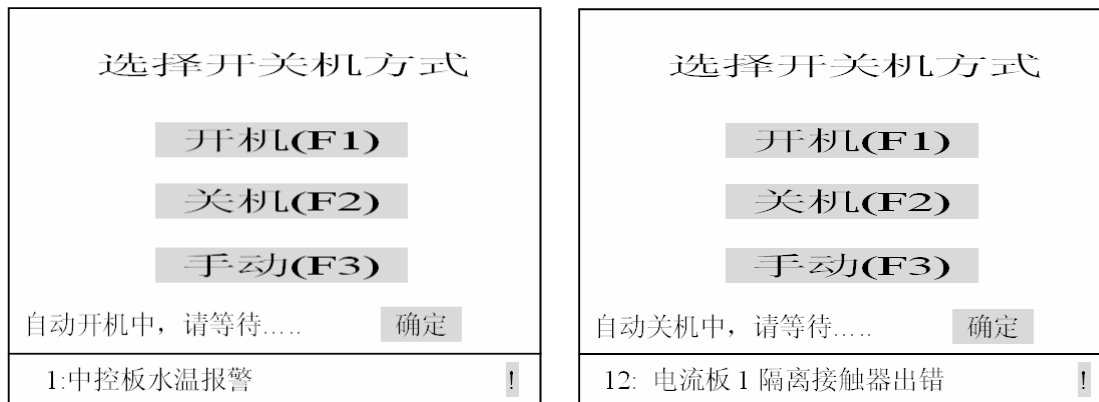 选择开关机方式
开机(F1)
关机(F2)
手动(F3)
自动开机中，请等待..... 确定
1:中控板水温报警 !
选择开关机方式
开机(F1)
关机(F2)
手动(F3)
自动关机中，请等待..... 确定
12: 电流板 1 隔离接触器出错 !